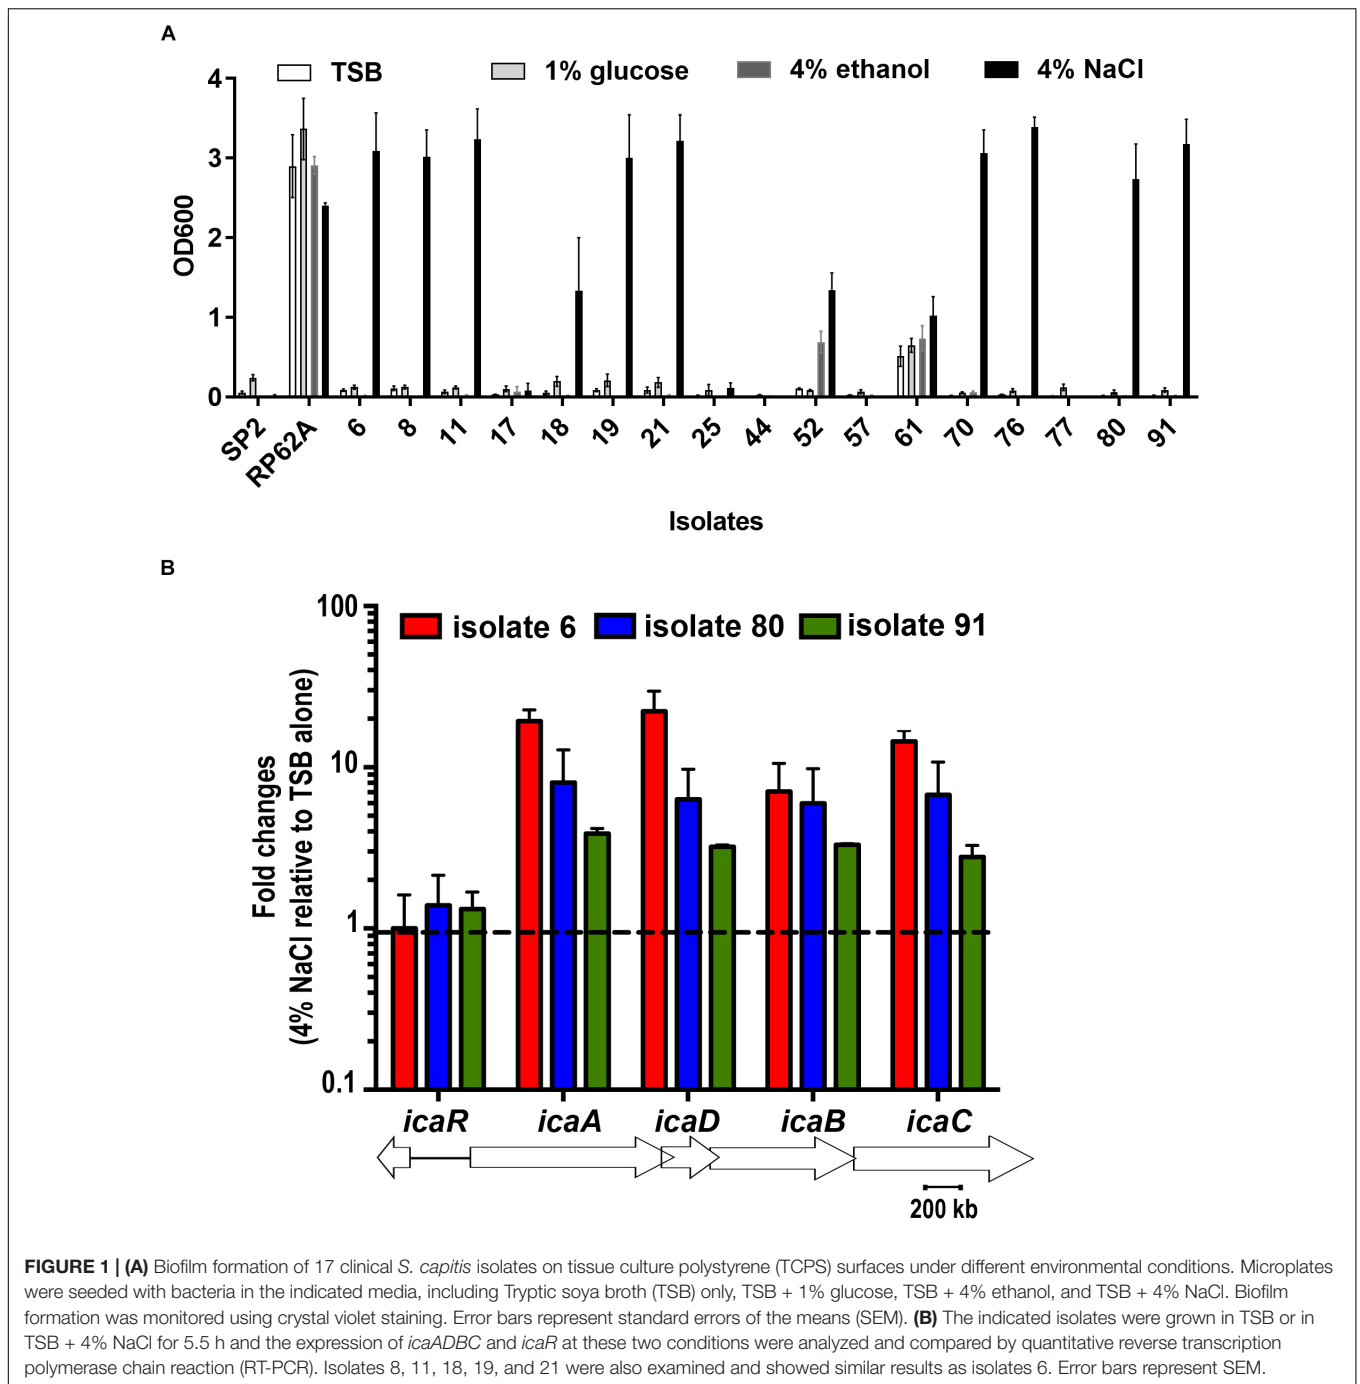 A
TSB 1% glucose 4% ethanol 4% NaCl
4
3
2
1
0
OD600
SP2 RP62A 6 8 11 17 18 19 21 25 44 52 57 61 70 76 77 80 91
Isolates
B
100
10
1
0.1
isolate 6 isolate 80 isolate 91
Fold changes
(4% NaCl relative to TSB alone)
icaR icaA icaD icaB icaC
200 kb
FIGURE 1 | (A) Biofilm formation of 17 clinical S. capitis isolates on tissue culture polystyrene (TCPS) surfaces under different environmental conditions. Microplates
were seeded with bacteria in the indicated media, including Tryptic soya broth (TSB) only, TSB + 1% glucose, TSB + 4% ethanol, and TSB + 4% NaCl. Biofilm
formation was monitored using crystal violet staining. Error bars represent standard errors of the means (SEM). (B) The indicated isolates were grown in TSB or in
TSB + 4% NaCl for 5.5 h and the expression of icaADBC and icaR at these two conditions were analyzed and compared by quantitative reverse transcription
polymerase chain reaction (RT-PCR). Isolates 8, 11, 18, 19, and 21 were also examined and showed similar results as isolates 6. Error bars represent SEM.